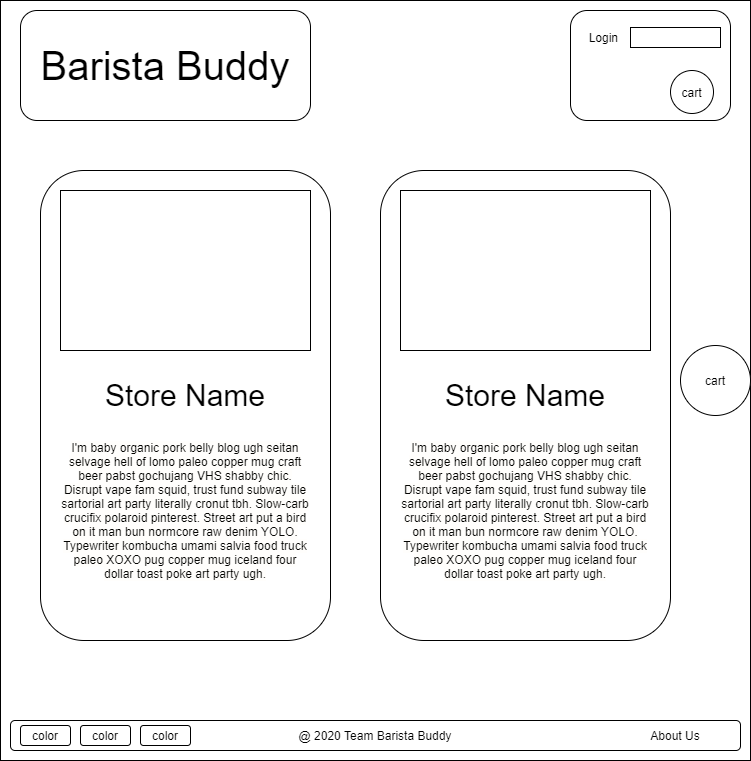 Barista Buddy
Login
cart
Store Name
I'm baby organic pork belly blog ugh seitan
selvage hell of lomo paleo copper mug craft
beer pabst gochujang VHS shabby chic.
Disrupt vape fam squid, trust fund subway tile
sartorial art party literally cronut tbh. Slow-carb
crucifix polaroid pinterest. Street art put a bird
on it man bun normcore raw denim YOLO.
Typewriter kombucha umami salvia food truck
paleo XOXO pug copper mug iceland four
dollar toast poke art party ugh.
Store Name
I'm baby organic pork belly blog ugh seitan
selvage hell of lomo paleo copper mug craft
beer pabst gochujang VHS shabby chic.
Disrupt vape fam squid, trust fund subway tile
sartorial art party literally cronut tbh. Slow-carb
crucifix polaroid pinterest. Street art put a bird
on it man bun normcore raw denim YOLO.
Typewriter kombucha umami salvia food truck
paleo XOXO pug copper mug iceland four
dollar toast poke art party ugh.
cart
color color color @ 2020 Team Barista Buddy About Us